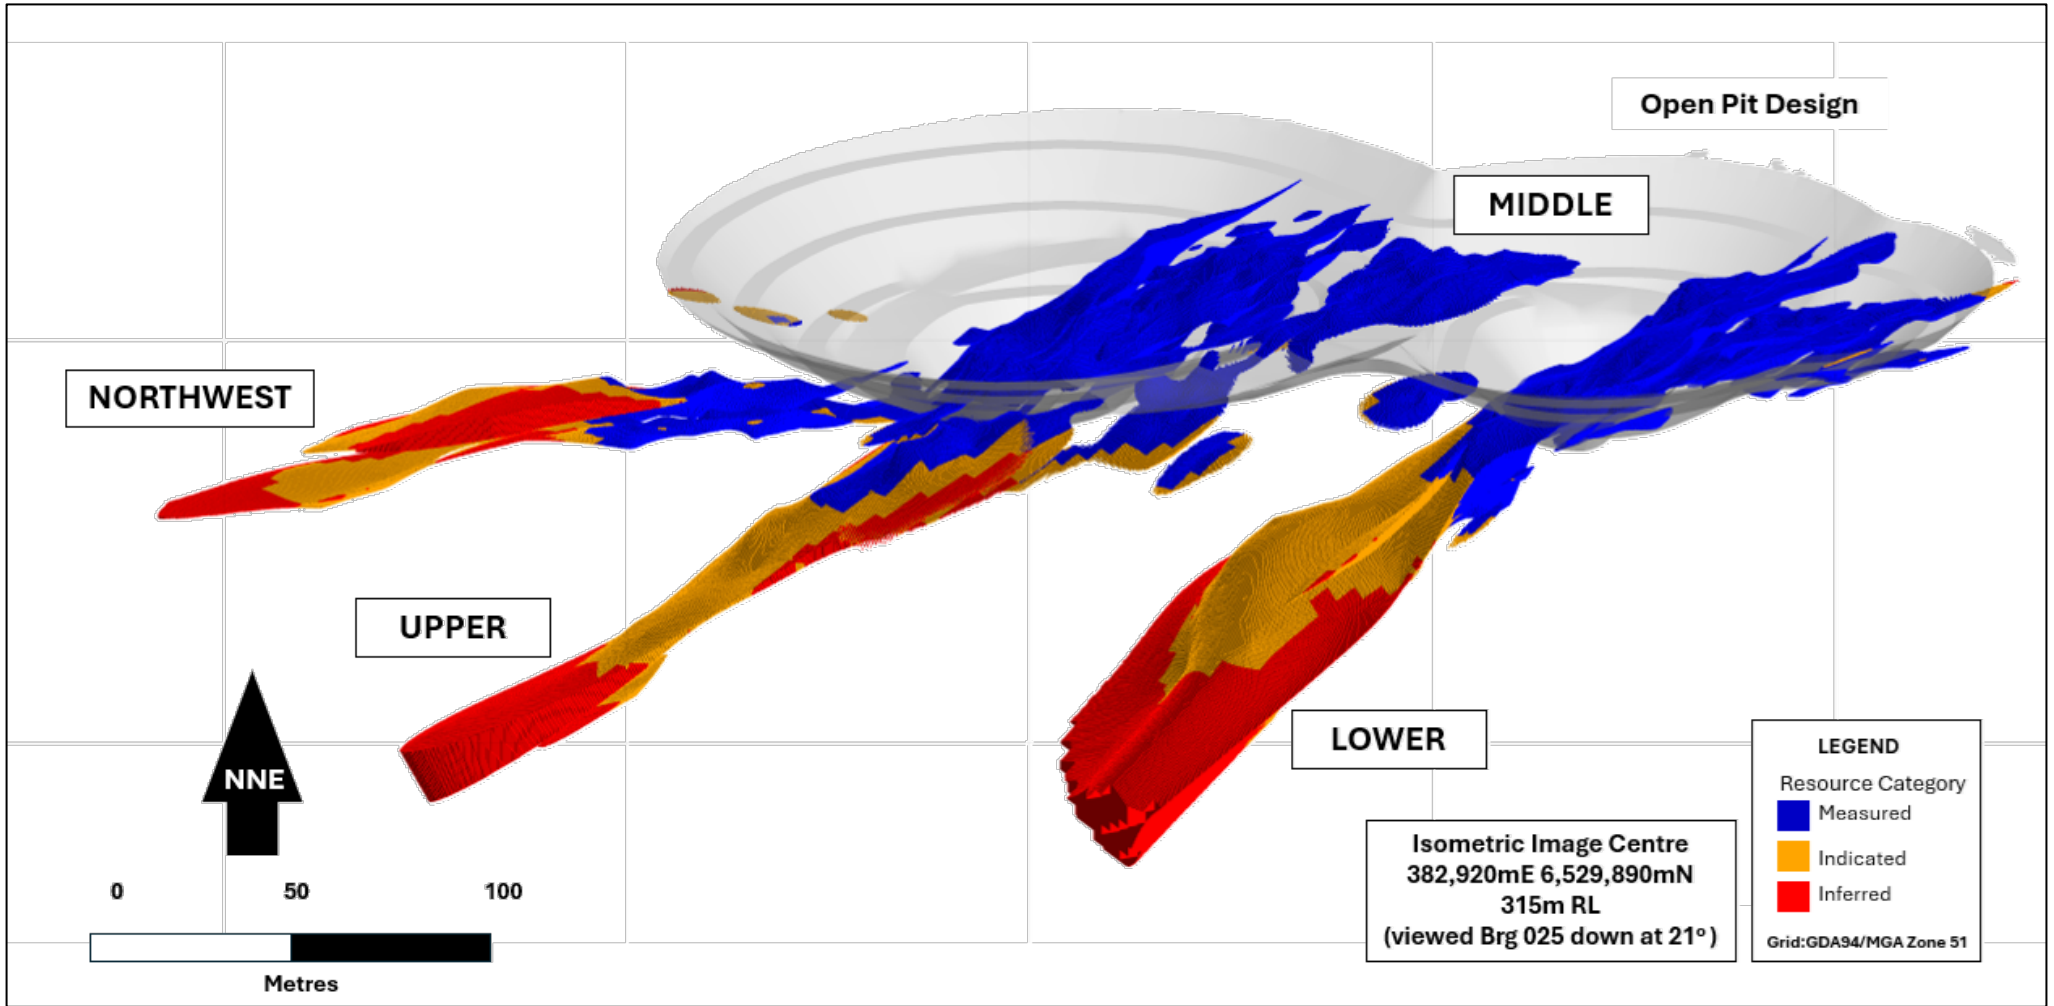 Open Pit Design
MIDDLE
NORTHWEST
UPPER
LOWER
NNE
0 50 100
Metres
Isometric Image Centre
382,920mE 6,529,890mN
315m RL
(viewed Brg 025 down at 21°)
LEGEND
Resource Category
Measured
Indicated
Inferred
Grid:GDA94/MGA Zone 51